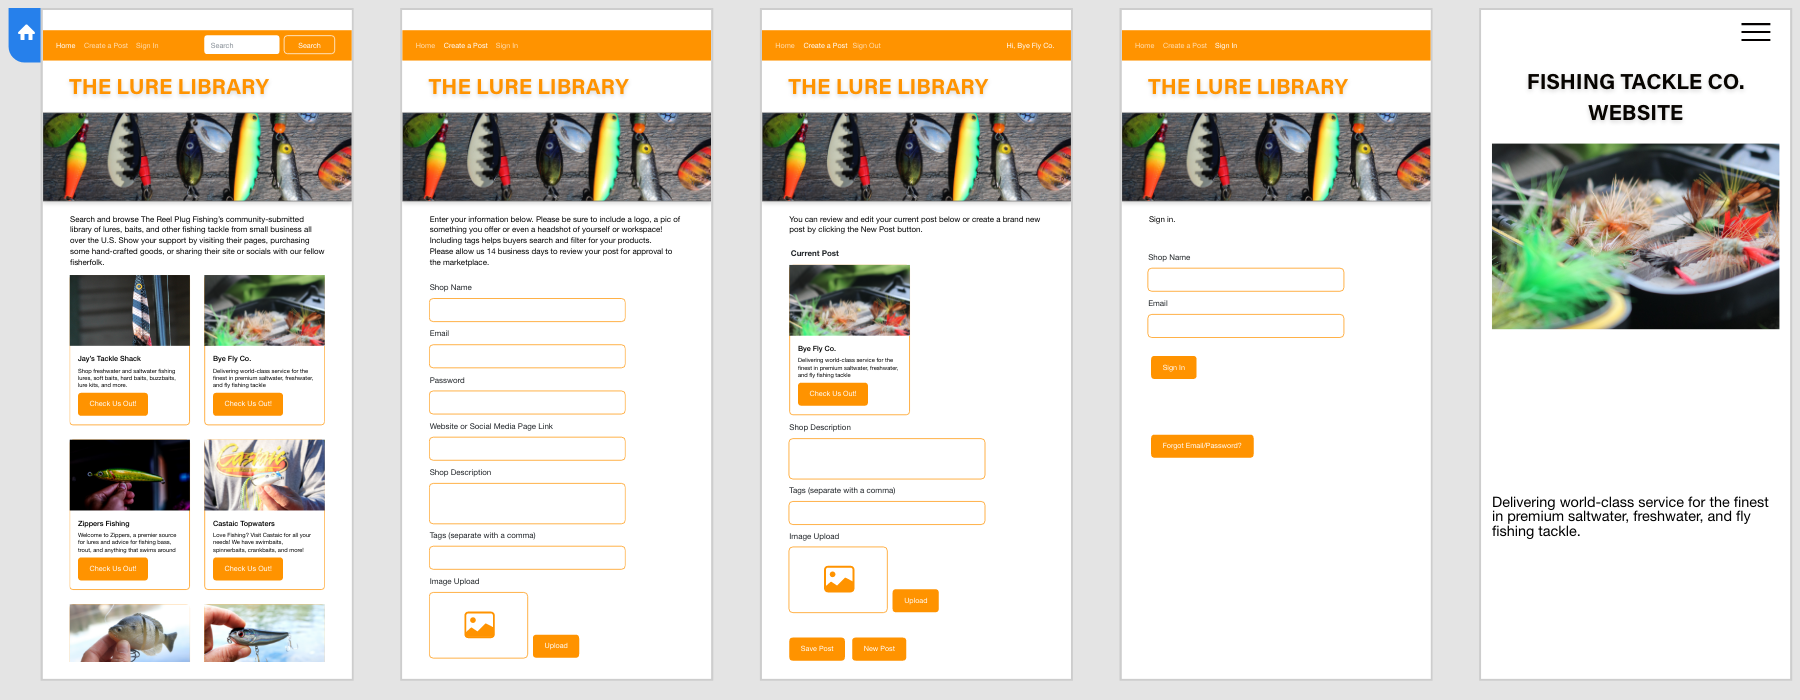 Home Create a Post Sign In Search Search
THE LURE LIBRARY
Search and browse The Reel Plug Fishing's community-submitted
library of lures, baits, and other fishing tackle from small business all
over the U.S. Show your support by visiting their pages, purchasing
some hand-crafted goods, or sharing their site or socials with our fellow
fisherfolk.
Jay's Tackle Shack
Shop freshwater and saltwater fishing
lures, soft baits, hard baits, buzzbaits,
lure kits, and more.
Check Us Out!
Bye Fly Co.
Delivering world-class service for the
finest in premium saltwater, freshwater,
and fly fishing tackle
Check Us Out!
Zippers Fishing
Welcome to Zippers, a premier source
for lures and advice for fishing bass,
trout, and anything that swims around
Check Us Out!
Castaic
Castaic Topwaters
Love Fishing? Visit Castaic for all your
needs! We have swimbaits,
spinnerbaits, crankbaits, and more!
Check Us Out!
Home Create a Post Sign In
THE LURE LIBRARY
Enter your information below. Please be sure to include a logo, a pic of
something you offer or even a headshot of yourself or workspace!
Including tags helps buyers search and filter for your products.
Please allow us 14 business days to review your post for approval to
the marketplace.
Shop Name
Email
Password
Website or Social Media Page Link
Shop Description
Tags (separate with a comma)
Image Upload
Upload
Home Create a Post Sign Out Hi, Bye Fly Co.
THE LURE LIBRARY
You can review and edit your current post below or create a brand new
post by clicking the New Post button.
Current Post
Bye Fly Co.
Delivering world-class service for the
finest in premium saltwater, freshwater,
and fly fishing tackle
Check Us Out!
Shop Description
Tags (separate with a comma)
Image Upload
Upload
Save Post New Post
Home Create a Post Sign In
THE LURE LIBRARY
Sign in.
Shop Name
Email
Sign In
Forgot Email/Password?
FISHING TACKLE CO.
WEBSITE
Delivering world-class service for the finest
in premium saltwater, freshwater, and fly
fishing tackle.